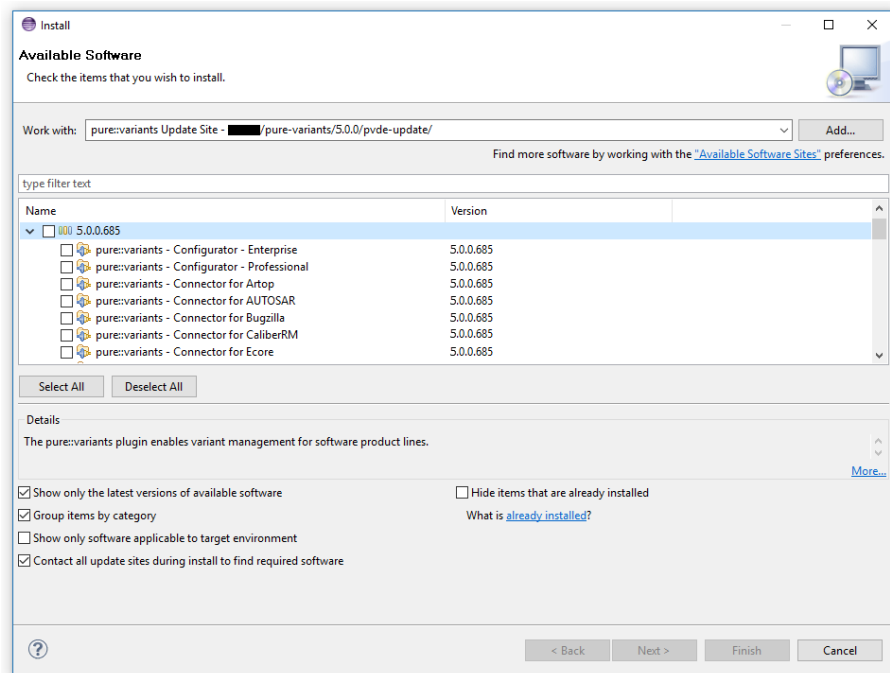 Install
Available Software
Check the items that you wish to install.
Work with: pure::variants Update Site - /pure-variants/5.0.0/pvde-update/ Add...
Find more software by working with the "Available Software Sites" preferences.
type filter text
Name Version
5.0.0.685
pure::variants - Configurator - Enterprise 5.0.0.685
pure::variants - Configurator - Professional 5.0.0.685
pure::variants - Connector for Artop 5.0.0.685
pure::variants - Connector for AUTOSAR 5.0.0.685
pure::variants - Connector for Bugzilla 5.0.0.685
pure::variants - Connector for CaliberRM 5.0.0.685
pure::variants - Connector for Ecore 5.0.0.685
Select All Deselect All
Details
The pure::variants plugin enables variant management for software product lines.
More...
Show only the latest versions of available software Hide items that are already installed
Group items by category What is already installed?
Show only software applicable to target environment
Contact all update sites during install to find required software
? < Back Next > Finish Cancel